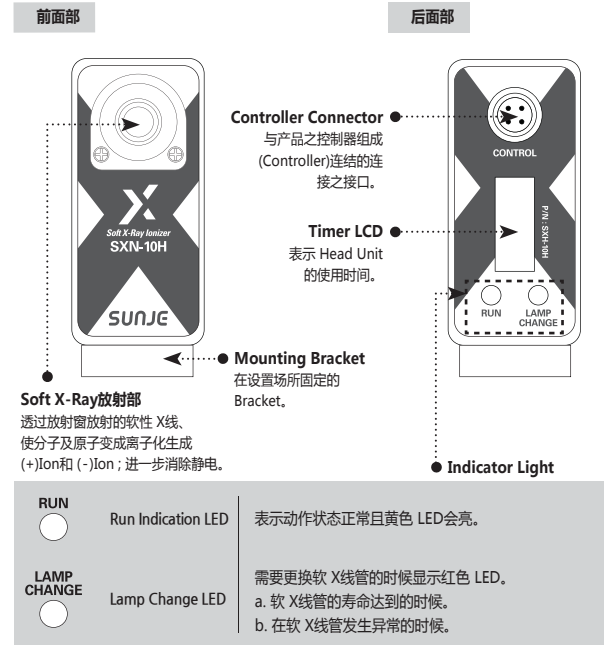 前面部
后面部
X
Soft X-Ray Ionizer
SXN-10H
SUNJE
Controller Connector
与产品之控制器组成
(Controller)连结的连
接之接口。
Timer LCD
表示 Head Unit
的使用时间。
CONTROL
P/N : SXH-10H
RUN
LAMP
CHANGE
Mounting Bracket
在设置场所固定的
Bracket。
Soft X-Ray放射部
透过放射窗放射的软性 X线、
使分子及原子变成离子化生成
(+)Ion和 (-)Ion ; 进一步消除静电。
Indicator Light
RUN
Run Indication LED
表示动作状态正常且黄色 LED会亮。
LAMP
CHANGE
Lamp Change LED
需要更换软 X线管的时候显示红色 LED。
a. 软 X线管的寿命达到的时候。
b. 在软 X线管发生异常的时候。